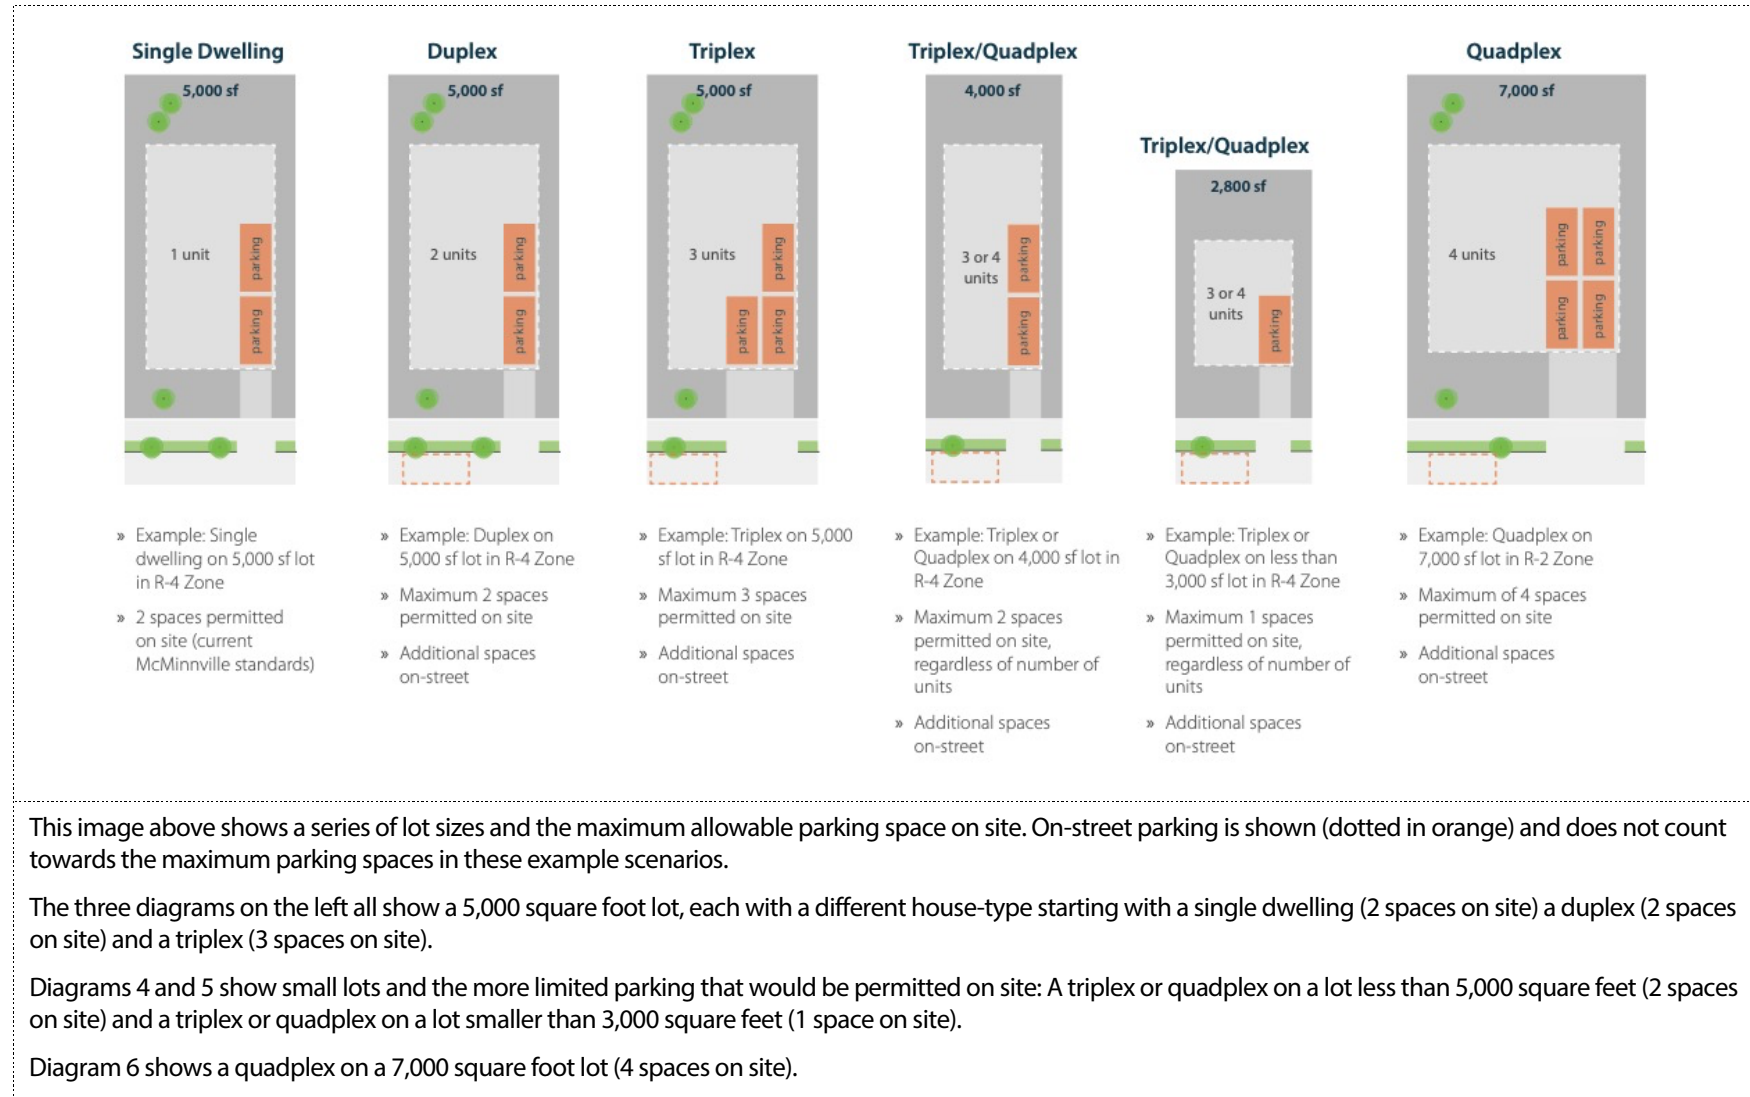 Single Dwelling
5,000 sf
1 unit
parking
parking
» Example: Single
dwelling on 5,000 sf lot
in R-4 Zone
» 2 spaces permitted
on site (current
McMinnville standards)
Duplex
5,000 sf
2 units
parking
parking
» Example: Duplex on
5,000 sf lot in R-4 Zone
» Maximum 2 spaces
permitted on site
» Additional spaces
on-street
Triplex
5,000 sf
3 units
parking
parking
parking
» Example: Triplex on 5,000
sf lot in R-4 Zone
» Maximum 3 spaces
permitted on site
» Additional spaces
on-street
Triplex/Quadplex
4,000 sf
3 or 4
units
parking
parking
» Example: Triplex or
Quadplex on 4,000 sf lot in
R-4 Zone
» Maximum 2 spaces
permitted on site,
regardless of number of
units
» Additional spaces
on-street
Triplex/Quadplex
2,800 sf
3 or 4
units
parking
» Example: Triplex or
Quadplex on less than
3,000 sf lot in R-4 Zone
» Maximum 1 spaces
permitted on site,
regardless of number of
units
» Additional spaces
on-street
Quadplex
7,000 sf
4 units
parking
parking
parking
parking
» Example: Quadplex on
7,000 sf lot in R-2 Zone
» Maximum of 4 spaces
permitted on site
» Additional spaces
on-street
This image above shows a series of lot sizes and the maximum allowable parking space on site. On-street parking is shown (dotted in orange) and does not count
towards the maximum parking spaces in these example scenarios.
The three diagrams on the left all show a 5,000 square foot lot, each with a different house-type starting with a single dwelling (2 spaces on site) a duplex (2 spaces
on site) and a triplex (3 spaces on site).
Diagrams 4 and 5 show small lots and the more limited parking that would be permitted on site: A triplex or quadplex on a lot less than 5,000 square feet (2 spaces
on site) and a triplex or quadplex on a lot smaller than 3,000 square feet (1 space on site).
Diagram 6 shows a quadplex on a 7,000 square foot lot (4 spaces on site).